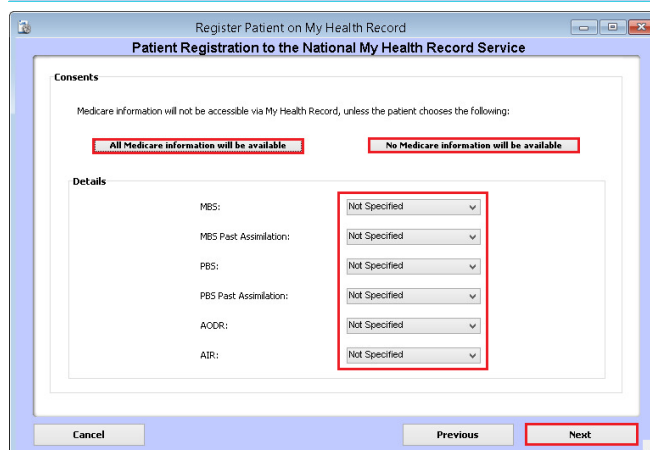 Register Patient on My Health Record
Patient Registration to the National My Health Record Service
Consents
Medicare information will not be accessible via My Health Record, unless the patient chooses the following:
All Medicare information will be available No Medicare information will be available
Details
MBS: Not Specified
MBS Past Assimilation: Not Specified
PBS: Not Specified
PBS Past Assimilation: Not Specified
AODR: Not Specified
AIR: Not Specified
Cancel Previous Next